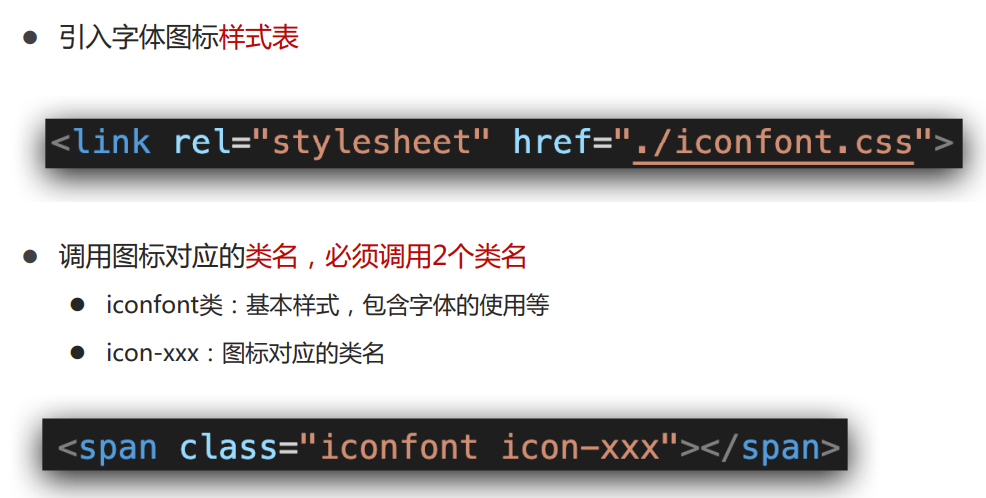 引入字体图标样式表
<link rel="stylesheet" href="./iconfont.css">
调用图标对应的类名，必须调用2个类名
iconfont类：基本样式，包含字体的使用等
icon-xxx：图标对应的类名
<span class="iconfont icon-xxx"></span>